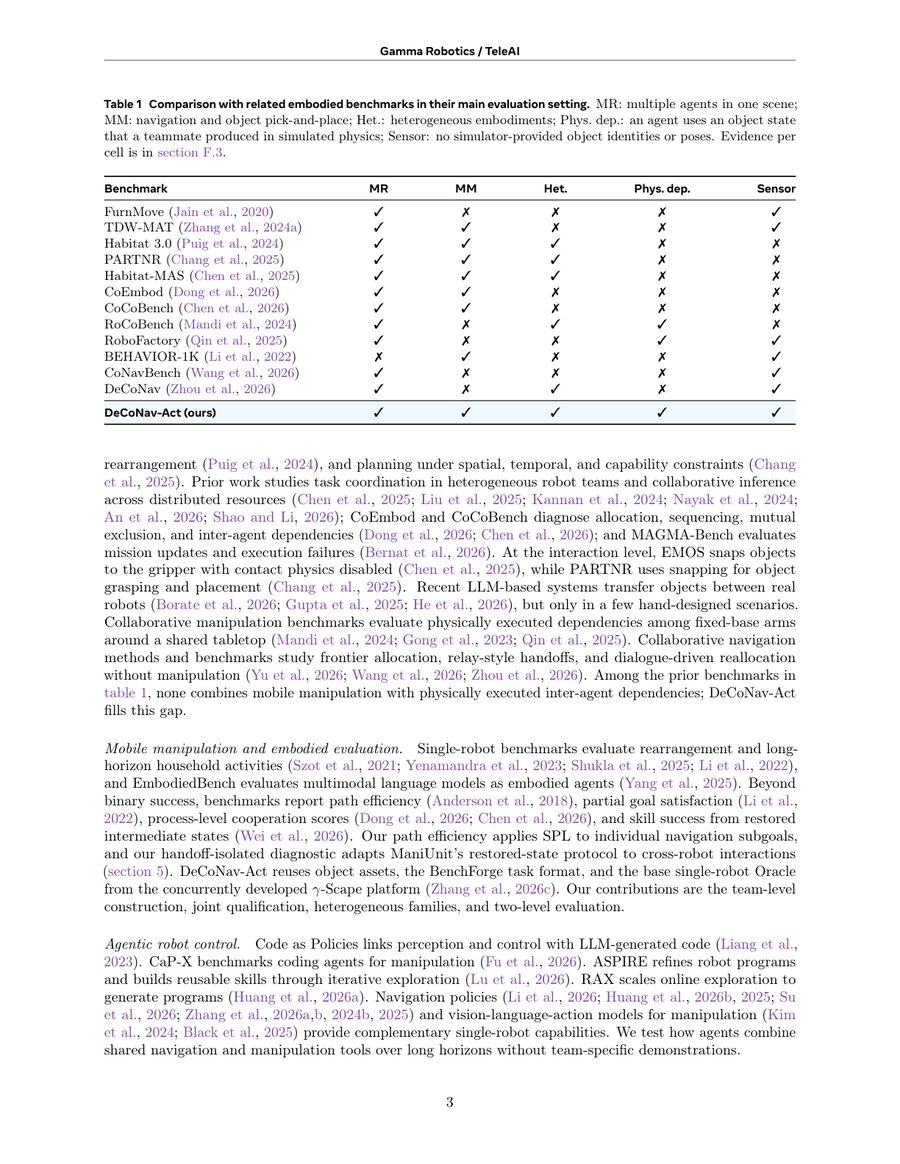 Gamma Robotics / TeleAI
Table 1 Comparison with related embodied benchmarks in their main evaluation setting. MR: multiple agents in one scene;
MM: navigation and object pick-and-place; Het.: heterogeneous embodiments; Phys. dep.: an agent uses an object state
that a teammate produced in simulated physics; Sensor: no simulator-provided object identities or poses. Evidence per
cell is in section F.3.
Benchmark MR MM Het. Phys. dep. Sensor
FurnMove (Jain et al., 2020) ✓ ✗ ✗ ✗ ✓
TDW-MAT (Zhang et al., 2024a) ✓ ✓ ✗ ✗ ✓
Habitat 3.0 (Puig et al., 2024) ✓ ✓ ✓ ✗ ✗
PARTNR (Chang et al., 2025) ✓ ✓ ✓ ✗ ✗
Habitat-MAS (Chen et al., 2025) ✓ ✓ ✓ ✗ ✗
CoEmbod (Dong et al., 2026) ✓ ✓ ✗ ✗ ✗
CoCoBench (Chen et al., 2026) ✓ ✓ ✗ ✗ ✗
RoCoBench (Mandi et al., 2024) ✓ ✗ ✓ ✓ ✗
RoboFactory (Qin et al., 2025) ✓ ✗ ✗ ✓ ✓
BEHAVIOR-1K (Li et al., 2022) ✗ ✓ ✗ ✗ ✓
CoNavBench (Wang et al., 2026) ✓ ✗ ✗ ✗ ✓
DeCoNav (Zhou et al., 2026) ✓ ✗ ✓ ✗ ✓
DeCoNav-Act (ours) ✓ ✓ ✓ ✓ ✓
rearrangement (Puig et al., 2024), and planning under spatial, temporal, and capability constraints (Chang
et al., 2025). Prior work studies task coordination in heterogeneous robot teams and collaborative inference
across distributed resources (Chen et al., 2025; Liu et al., 2025; Kannan et al., 2024; Nayak et al., 2024;
An et al., 2026; Shao and Li, 2026); CoEmbod and CoCoBench diagnose allocation, sequencing, mutual
exclusion, and inter-agent dependencies (Dong et al., 2026; Chen et al., 2026); and MAGMA-Bench evaluates
mission updates and execution failures (Bernat et al., 2026). At the interaction level, EMOS snaps objects
to the gripper with contact physics disabled (Chen et al., 2025), while PARTNR uses snapping for object
grasping and placement (Chang et al., 2025). Recent LLM-based systems transfer objects between real
robots (Borate et al., 2026; Gupta et al., 2025; He et al., 2026), but only in a few hand-designed scenarios.
Collaborative manipulation benchmarks evaluate physically executed dependencies among fixed-base arms
around a shared tabletop (Mandi et al., 2024; Gong et al., 2023; Qin et al., 2025). Collaborative navigation
methods and benchmarks study frontier allocation, relay-style handoffs, and dialogue-driven reallocation
without manipulation (Yu et al., 2026; Wang et al., 2026; Zhou et al., 2026). Among the prior benchmarks in
table 1, none combines mobile manipulation with physically executed inter-agent dependencies; DeCoNav-Act
fills this gap.
Mobile manipulation and embodied evaluation. Single-robot benchmarks evaluate rearrangement and long-
horizon household activities (Szot et al., 2021; Yenamandra et al., 2023; Shukla et al., 2025; Li et al., 2022),
and EmbodiedBench evaluates multimodal language models as embodied agents (Yang et al., 2025). Beyond
binary success, benchmarks report path efficiency (Anderson et al., 2018), partial goal satisfaction (Li et al.,
2022), process-level cooperation scores (Dong et al., 2026; Chen et al., 2026), and skill success from restored
intermediate states (Wei et al., 2026). Our path efficiency applies SPL to individual navigation subgoals,
and our handoff-isolated diagnostic adapts ManiUnit's restored-state protocol to cross-robot interactions
(section 5). DeCoNav-Act reuses object assets, the BenchForge task format, and the base single-robot Oracle
from the concurrently developed γ-Scape platform (Zhang et al., 2026c). Our contributions are the team-level
construction, joint qualification, heterogeneous families, and two-level evaluation.
Agentic robot control. Code as Policies links perception and control with LLM-generated code (Liang et al.,
2023). CaP-X benchmarks coding agents for manipulation (Fu et al., 2026). ASPIRE refines robot programs
and builds reusable skills through iterative exploration (Lu et al., 2026). RAX scales online exploration to
generate programs (Huang et al., 2026a). Navigation policies (Li et al., 2026; Huang et al., 2026b, 2025; Su
et al., 2026; Zhang et al., 2026a,b, 2024b, 2025) and vision-language-action models for manipulation (Kim
et al., 2024; Black et al., 2025) provide complementary single-robot capabilities. We test how agents combine
shared navigation and manipulation tools over long horizons without team-specific demonstrations.
3